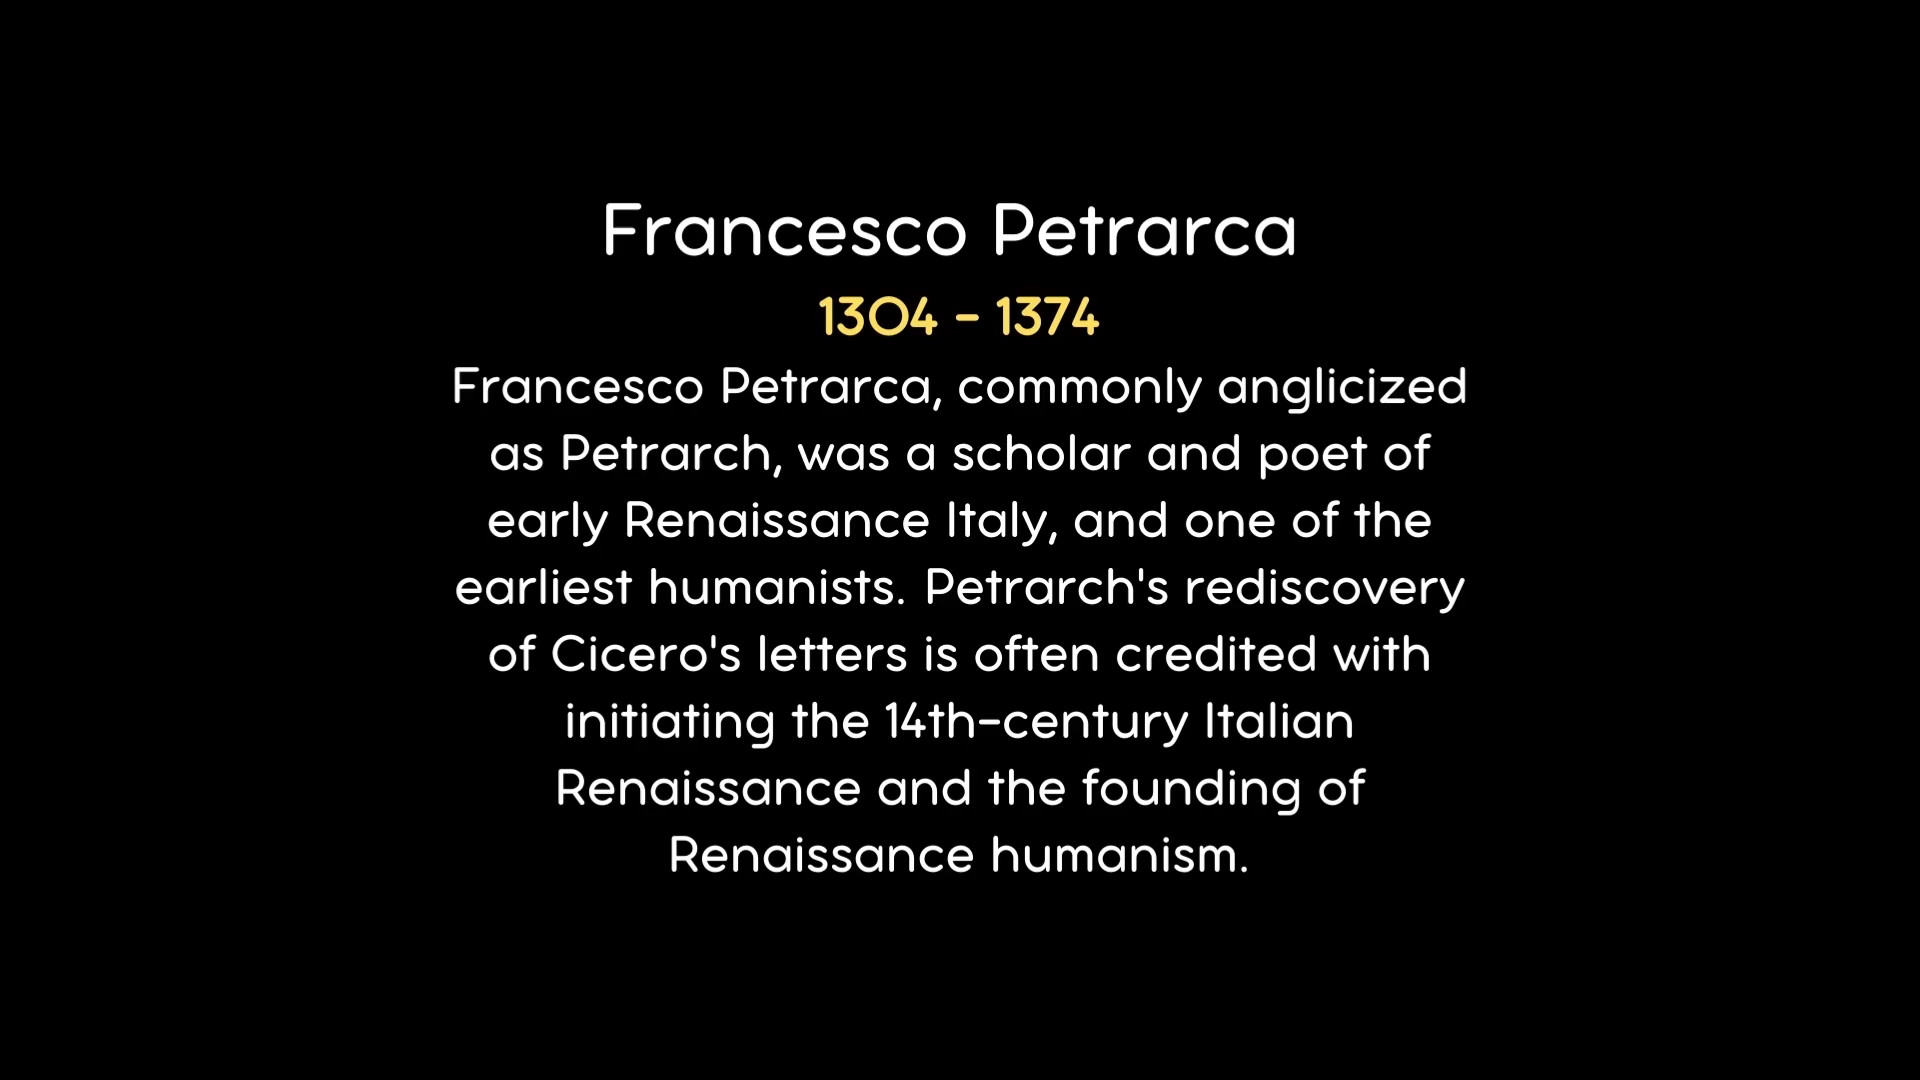 Francesco Petrarca
1304 - 1374
Francesco Petrarca, commonly anglicized
as Petrarch, was a scholar and poet of
early Renaissance Italy, and one of the
earliest humanists. Petrarch's rediscovery
of Cicero's letters is often credited with
initiating the 14th-century Italian
Renaissance and the founding of
Renaissance humanism.